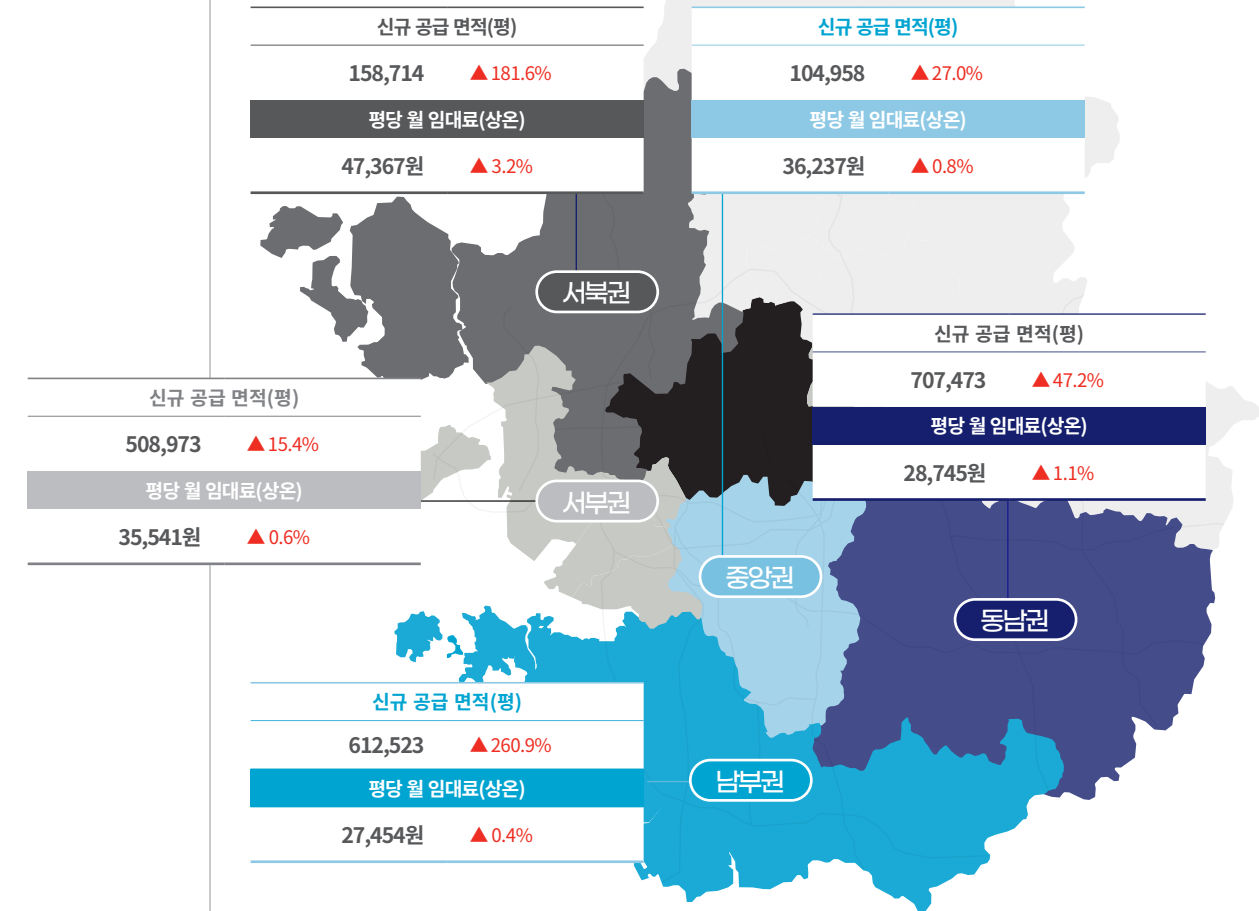 신규 공급 면적(평)
158,714 ▲181.6%
평당 월 임대료(상온)
47,367원 ▲3.2%
신규 공급 면적(평)
104,958 ▲27.0%
평당 월 임대료(상온)
36,237원 ▲0.8%
서북권
신규 공급 면적(평)
707,473 ▲47.2%
평당 월 임대료(상온)
28,745원 ▲1.1%
신규 공급 면적(평)
508,973 ▲15.4%
평당 월 임대료(상온)
35,541원 ▲0.6%
서부권
중앙권
동남권
신규 공급 면적(평)
612,523 ▲260.9%
평당 월 임대료(상온)
27,454원 ▲0.4%
남부권